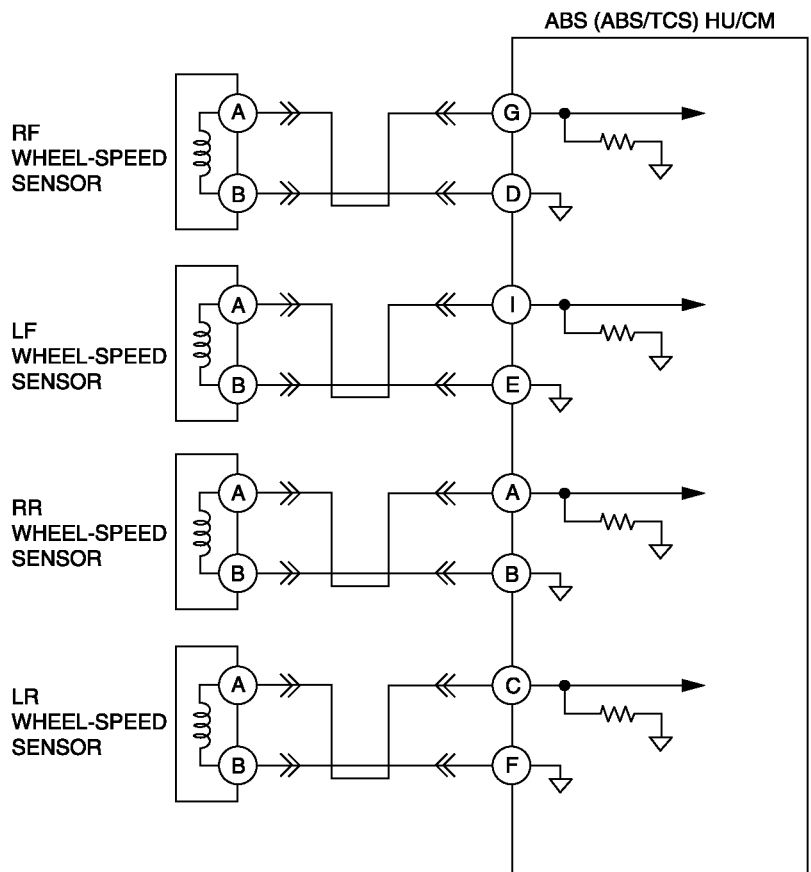 ABS (ABS/TCS) HU/CM
RF
WHEEL-SPEED
SENSOR
A
G
B
D
LF
WHEEL-SPEED
SENSOR
A
I
B
E
RR
WHEEL-SPEED
SENSOR
A
A
B
B
LR
WHEEL-SPEED
SENSOR
A
C
B
F